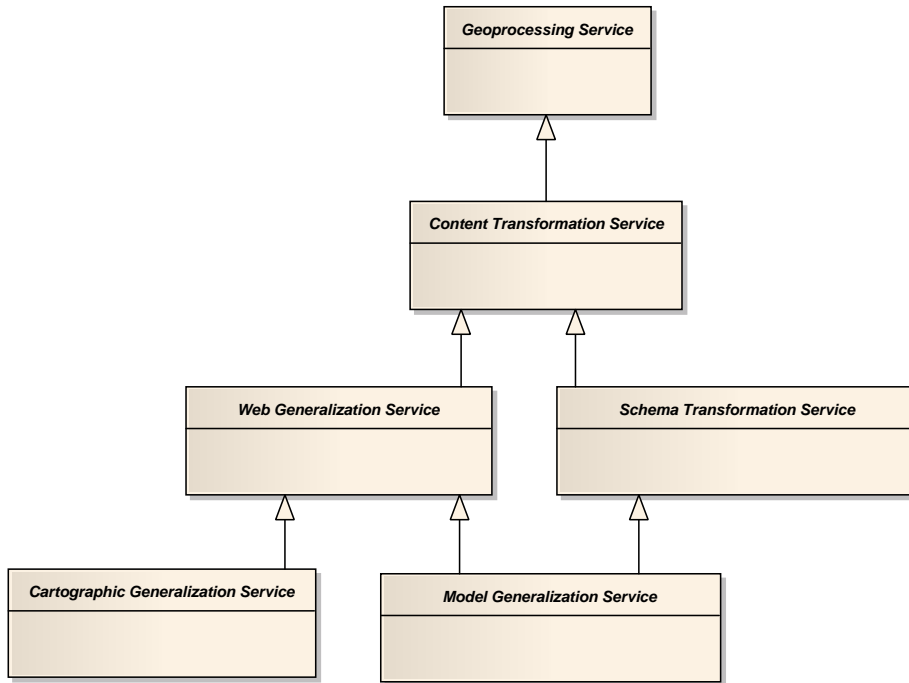 Geoprocessing Service
Content Transformation Service
Web Generalization Service
Schema Transformation Service
Cartographic Generalization Service
Model Generalization Service